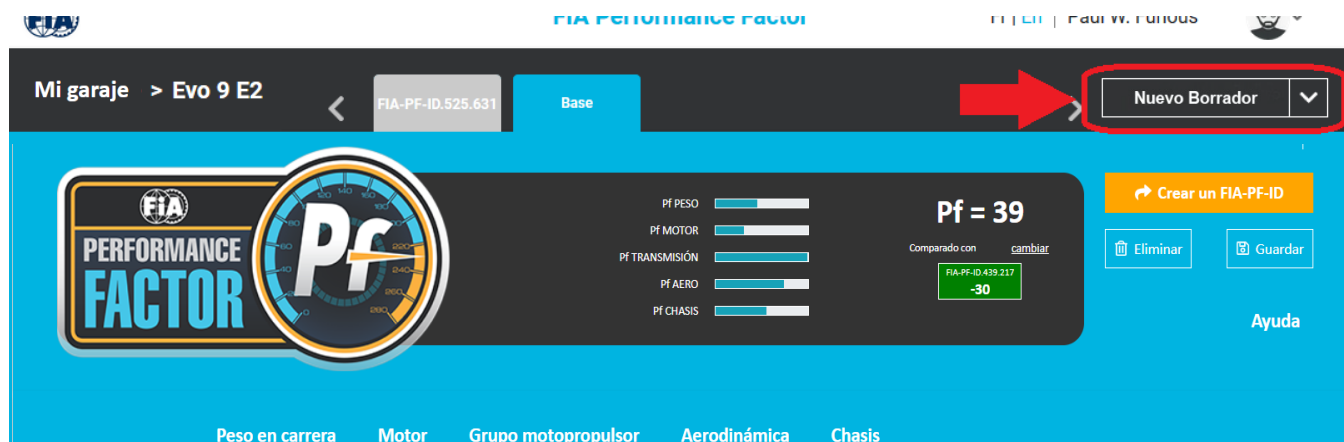 FIA
FIA Performance Factor
Fr | En | Paul W. Furious
Mi garaje > Evo 9 E2
FIA-PF-ID.525.631
Base
Nuevo Borrador
FiA
PERFORMANCE
FACTOR
Pf
Pf PESO
Pf MOTOR
Pf TRANSMISIÓN
Pf AERO
Pf CHASIS
Pf = 39
Comparado con cambiar
FIA-PF-ID.439.217
-30
Crear un FIA-PF-ID
Eliminar
Guardar
Ayuda
Peso en carrera Motor Grupo motopropulsor Aerodinámica Chasis